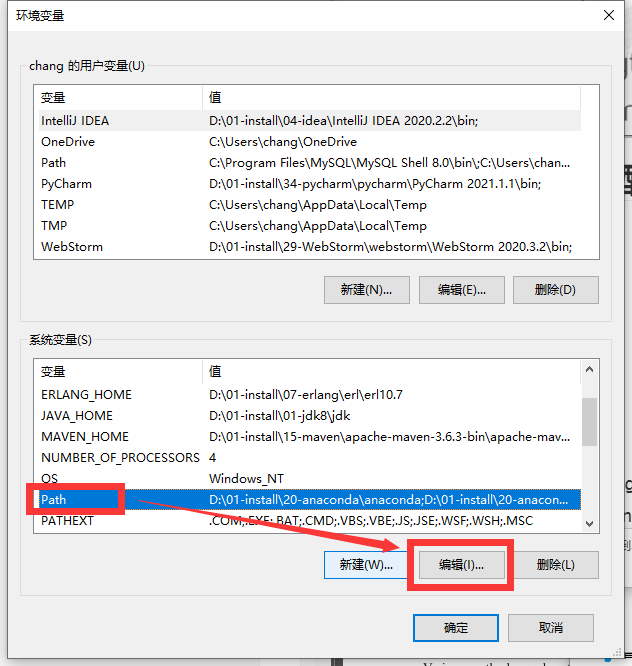 环境变量
chang 的用户变量(U)
变量 值
IntelliJ IDEA D:\01-install\04-idea\IntelliJ IDEA 2020.2.2\bin;
OneDrive C:\Users\chang\OneDrive
Path C:\Program Files\MySQL\MySQL Shell 8.0\bin\;C:\Users\chan...
PyCharm D:\01-install\34-pycharm\pycharm\PyCharm 2021.1.1\bin;
TEMP C:\Users\chang\AppData\Local\Temp
TMP C:\Users\chang\AppData\Local\Temp
WebStorm D:\01-install\29-WebStorm\webstorm\WebStorm 2020.3.2\bin;
新建(N)... 编辑(E)... 删除(D)
系统变量(S)
变量 值
ERLANG_HOME D:\01-install\07-erlang\erl\erl10.7
JAVA_HOME D:\01-install\01-jdk8\jdk
MAVEN_HOME D:\01-install\15-maven\apache-maven-3.6.3-bin\apache-mav...
NUMBER_OF_PROCESSORS 4
OS Windows_NT
Path D:\01-install\20-anaconda\anaconda;D:\01-install\20-anacon...
PATHEXT .COM;.EXE;.BAT;.CMD;.VBS;.VBE;.JS;.JSE;.WSF;.WSH;.MSC
新建(W)... 编辑(I)... 删除(L)
确定 取消